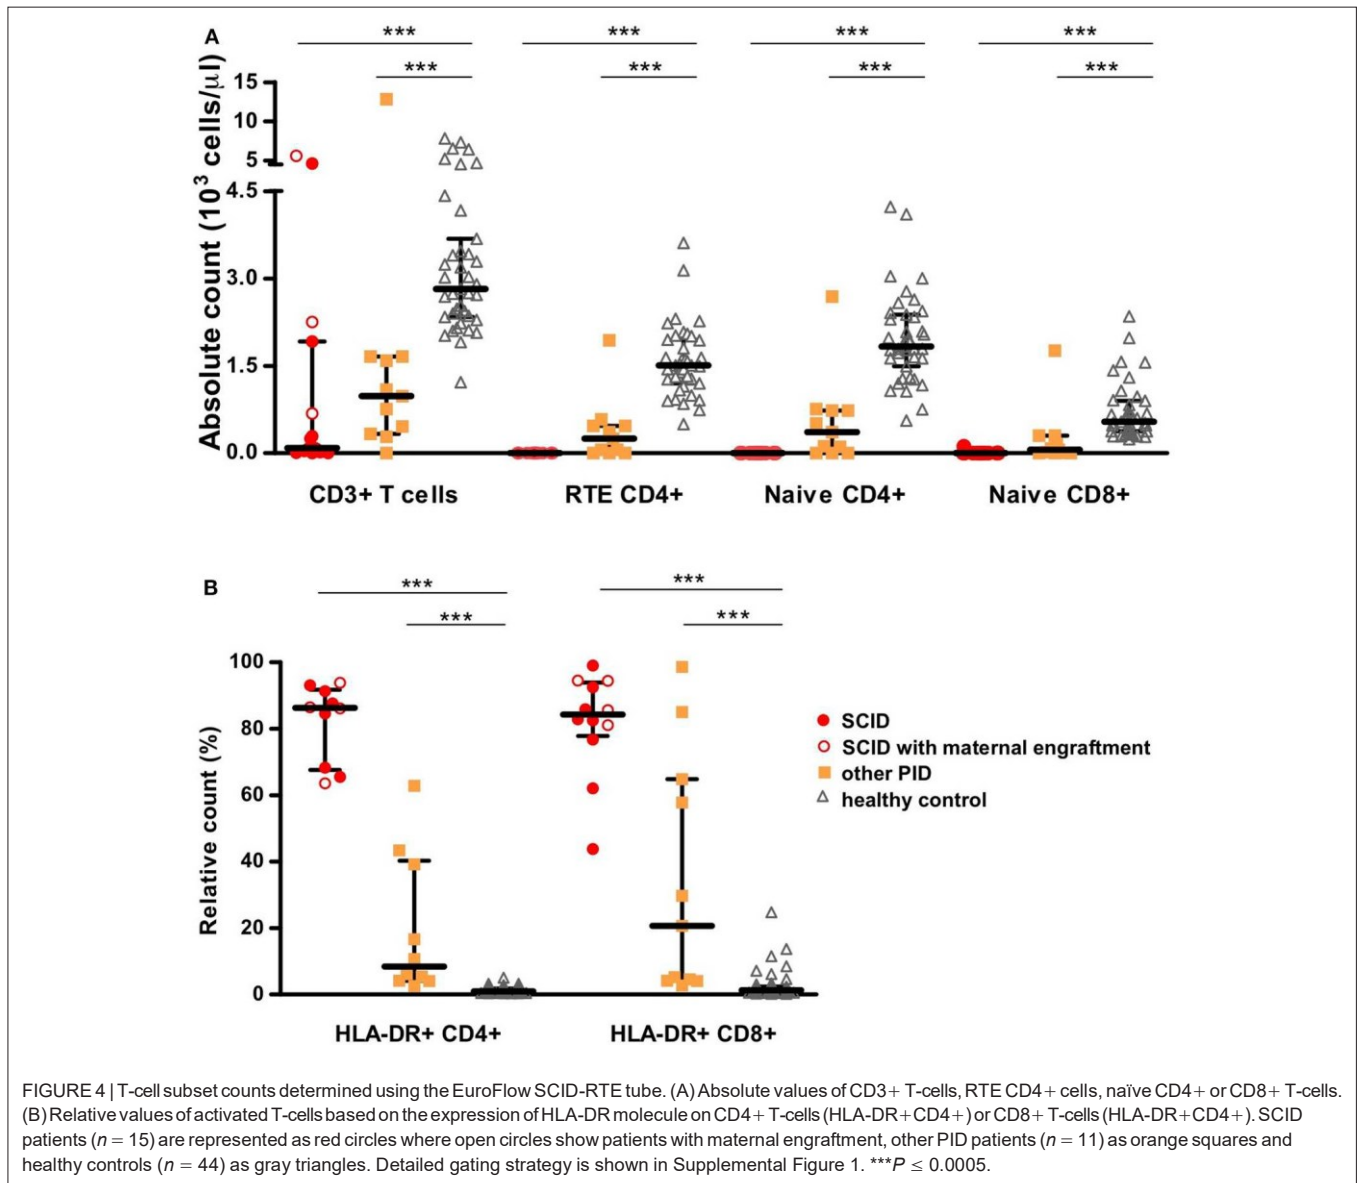 A
*** *** *** ***
*** *** *** ***
Absolute count (10³ cells/µl)
15
10
5
4.5
3.0
1.5
0.0
CD3+ T cells RTE CD4+ Naive CD4+ Naive CD8+
B
*** ***
*** ***
Relative count (%)
100
80
60
40
20
0
HLA-DR+ CD4+ HLA-DR+ CD8+
SCID
SCID with maternal engraftment
other PID
healthy control
FIGURE 4 | T-cell subset counts determined using the EuroFlow SCID-RTE tube. (A) Absolute values of CD3+ T-cells, RTE CD4+ cells, naïve CD4+ or CD8+ T-cells.
(B) Relative values of activated T-cells based on the expression of HLA-DR molecule on CD4+ T-cells (HLA-DR+CD4+) or CD8+ T-cells (HLA-DR+CD4+). SCID
patients (n = 15) are represented as red circles where open circles show patients with maternal engraftment, other PID patients (n = 11) as orange squares and
healthy controls (n = 44) as gray triangles. Detailed gating strategy is shown in Supplemental Figure 1. ***P ≤ 0.0005.